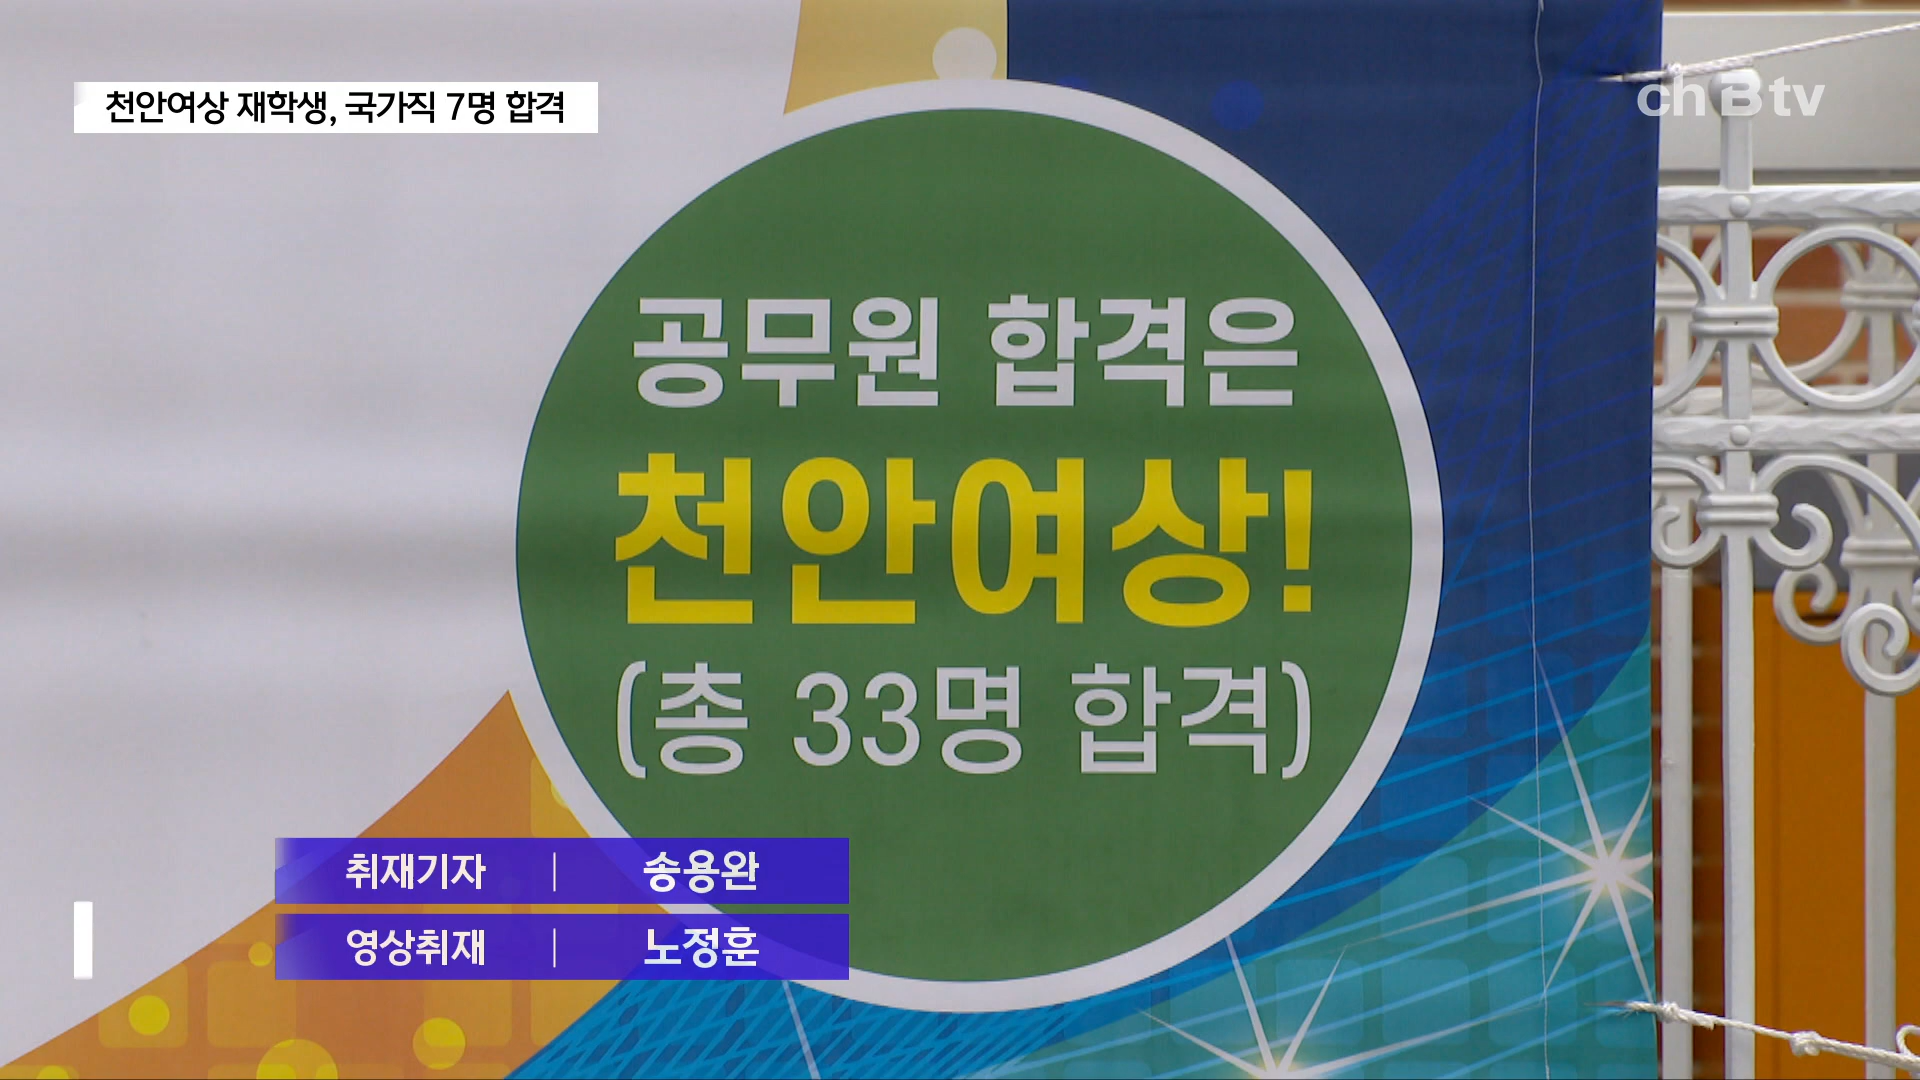 천안여상 재학생, 국가직 7명 합격
ch B tv
공무원 합격은
천안여상!
(총 33명 합격)
취재기자 | 송용완
영상취재 | 노정훈